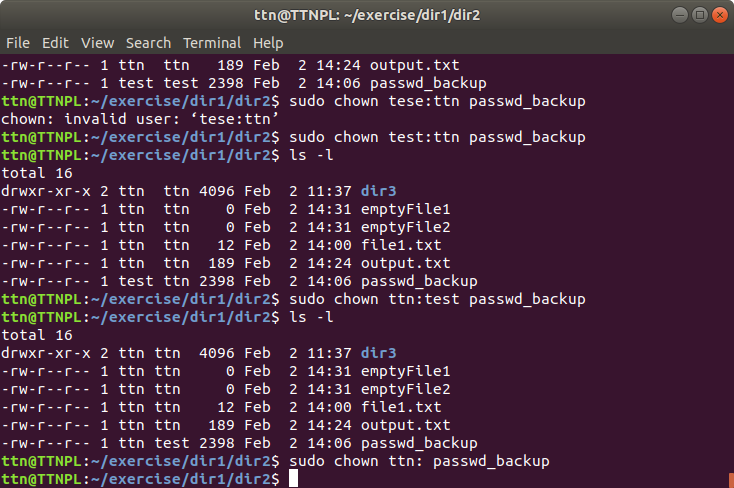 ttn@TTNPL: ~/exercise/dir1/dir2
File Edit View Search Terminal Help
-rw-r--r-- 1 ttn  ttn   189 Feb  2 14:24 output.txt
-rw-r--r-- 1 test test 2398 Feb  2 14:06 passwd_backup
ttn@TTNPL:~/exercise/dir1/dir2$ sudo chown tese:ttn passwd_backup
chown: invalid user: ‘tese:ttn’
ttn@TTNPL:~/exercise/dir1/dir2$ sudo chown test:ttn passwd_backup
ttn@TTNPL:~/exercise/dir1/dir2$ ls -l
total 16
drwxr-xr-x 2 ttn  ttn 4096 Feb  2 11:37 dir3
-rw-r--r-- 1 ttn  ttn    0 Feb  2 14:31 emptyFile1
-rw-r--r-- 1 ttn  ttn    0 Feb  2 14:31 emptyFile2
-rw-r--r-- 1 ttn  ttn   12 Feb  2 14:00 file1.txt
-rw-r--r-- 1 ttn  ttn  189 Feb  2 14:24 output.txt
-rw-r--r-- 1 test ttn 2398 Feb  2 14:06 passwd_backup
ttn@TTNPL:~/exercise/dir1/dir2$ sudo chown ttn:test passwd_backup
ttn@TTNPL:~/exercise/dir1/dir2$ ls -l
total 16
drwxr-xr-x 2 ttn ttn  4096 Feb  2 11:37 dir3
-rw-r--r-- 1 ttn ttn     0 Feb  2 14:31 emptyFile1
-rw-r--r-- 1 ttn ttn     0 Feb  2 14:31 emptyFile2
-rw-r--r-- 1 ttn ttn    12 Feb  2 14:00 file1.txt
-rw-r--r-- 1 ttn ttn   189 Feb  2 14:24 output.txt
-rw-r--r-- 1 ttn test 2398 Feb  2 14:06 passwd_backup
ttn@TTNPL:~/exercise/dir1/dir2$ sudo chown ttn: passwd_backup
ttn@TTNPL:~/exercise/dir1/dir2$